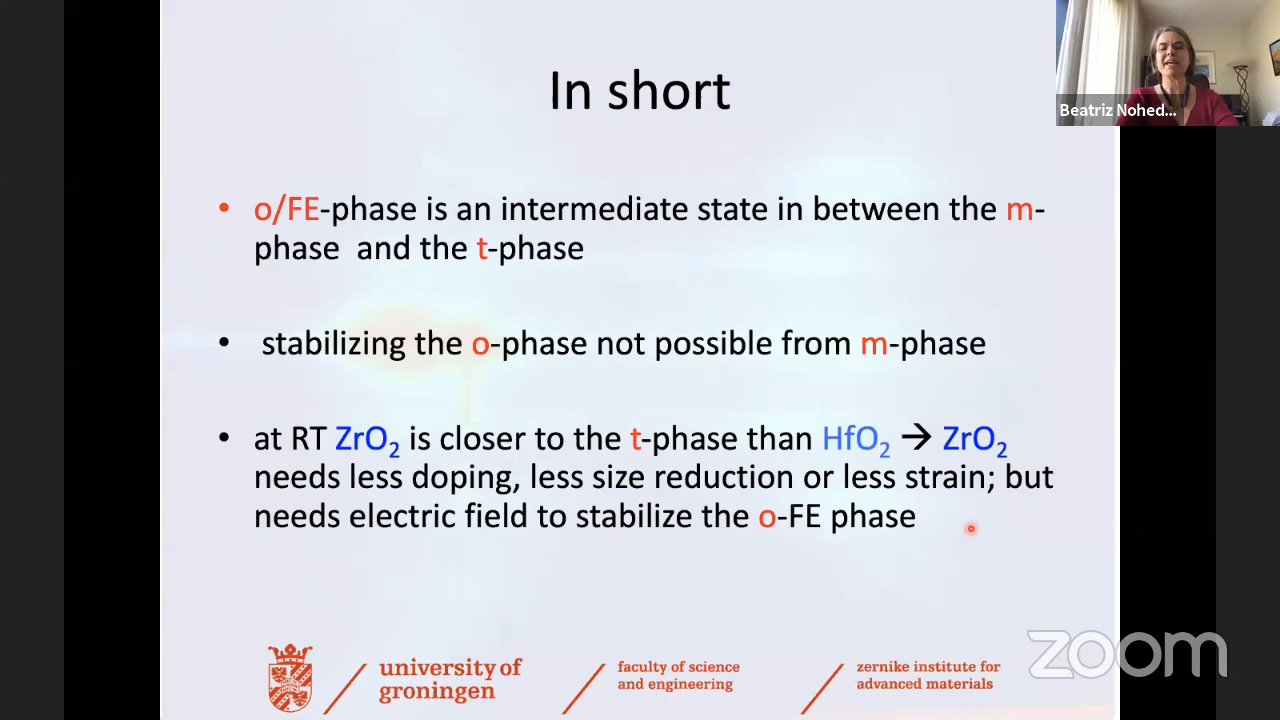 In short
Beatriz Nohed...
• o/FE-phase is an intermediate state in between the m-
phase and the t-phase
• stabilizing the o-phase not possible from m-phase
• at RT ZrO₂ is closer to the t-phase than HfO₂ → ZrO₂
needs less doping, less size reduction or less strain; but
needs electric field to stabilize the o-FE phase
university of
groningen
faculty of science
and engineering
zernike institute for
advanced materials
zoom